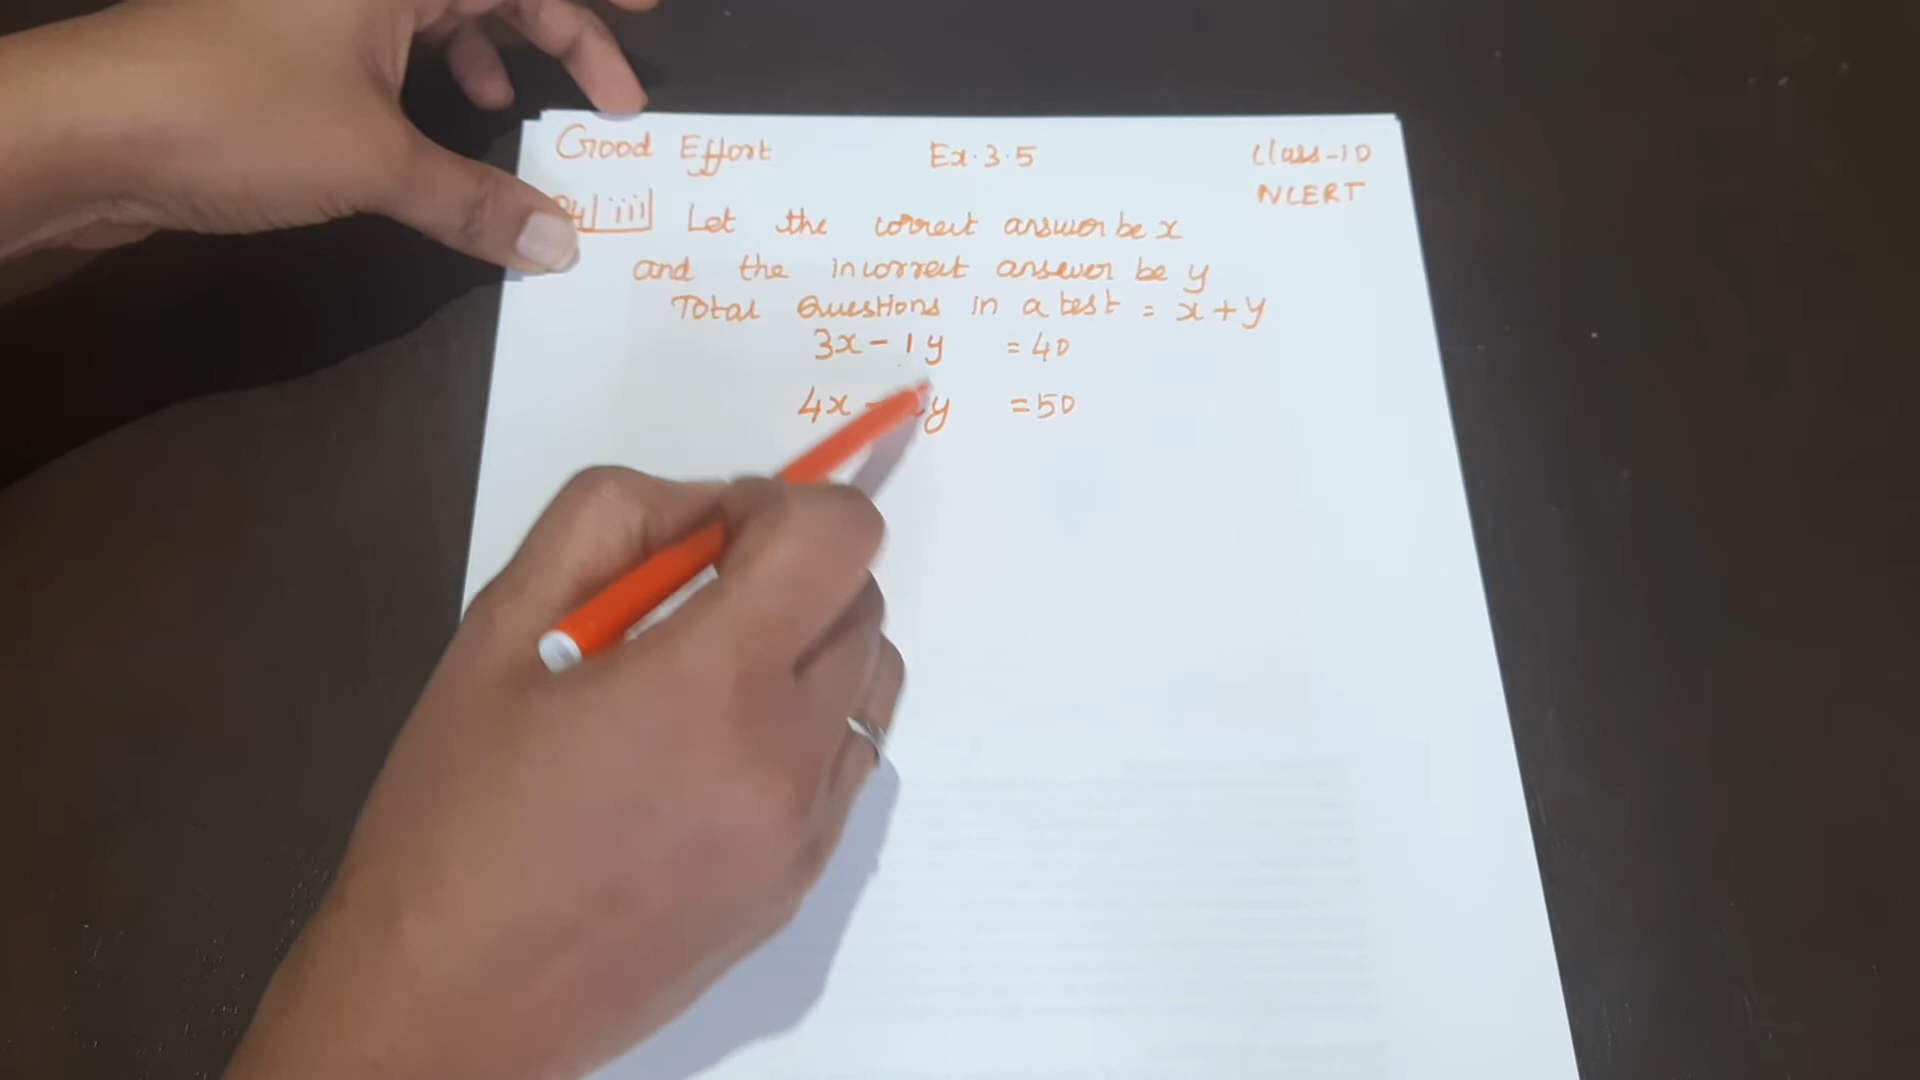 Good Effort Ex.3.5 Class-10
NCERT
iii Let the correct answer be x
and the incorrect answer be y
Total Questions in a test = x + y
3x - 1y = 40
4x - y = 50